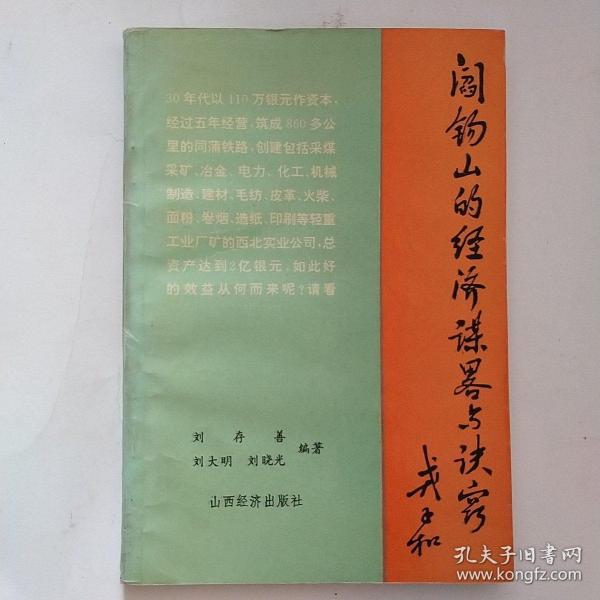 阎锡山的经济谋畧与诀窍
戎子和
30年代以110万银元作资本,
经过五年经营,筑成860多公
里的同蒲铁路,创建包括采煤
采矿、冶金、电力、化工、机械
制造、建材、毛纺、皮革、火柴、
面粉、卷烟、造纸、印刷等轻重
工业厂矿的西北实业公司,总
资产达到2亿银元。如此好
的效益从何而来呢?请看
刘存善
刘大明 刘晓光 编著
山西经济出版社
孔夫子旧书网
www.kongfz.com